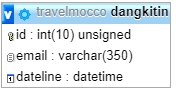 v travelmocco dangkitin
id : int(10) unsigned
email : varchar(350)
dateline : datetime